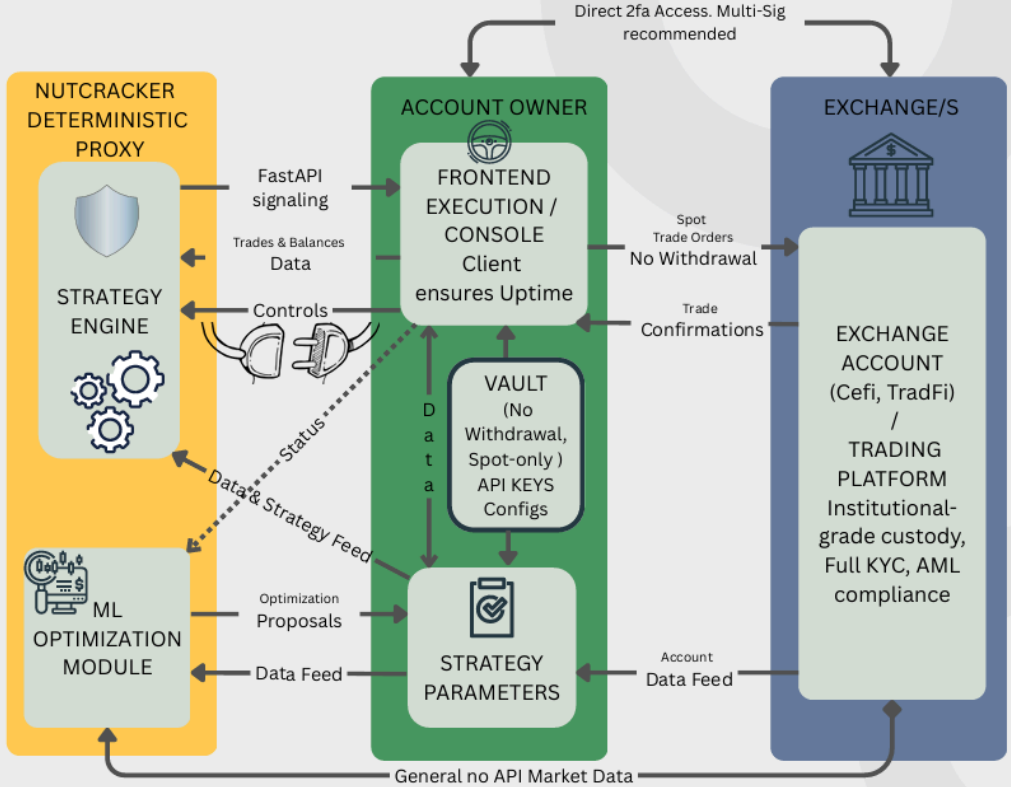 Direct 2fa Access. Multi-Sig
recommended
NUTCRACKER
DETERMINISTIC
PROXY
STRATEGY
ENGINE
ML
OPTIMIZATION
MODULE
FastAPI
signaling
Trades & Balances
Data
Controls
Status
Data & Strategy Feed
Optimization
Proposals
Data Feed
ACCOUNT OWNER
FRONTEND
EXECUTION /
CONSOLE
Client
ensures Uptime
D
a
t
a
VAULT
(No
Withdrawal,
Spot-only )
API KEYS
Configs
STRATEGY
PARAMETERS
Spot
Trade Orders
No Withdrawal
Trade
Confirmations
Account
Data Feed
EXCHANGE/S
$
EXCHANGE
ACCOUNT
(Cefi, TradFi)
/
TRADING
PLATFORM
Institutional-
grade custody,
Full KYC, AML
compliance
$
General no API Market Data